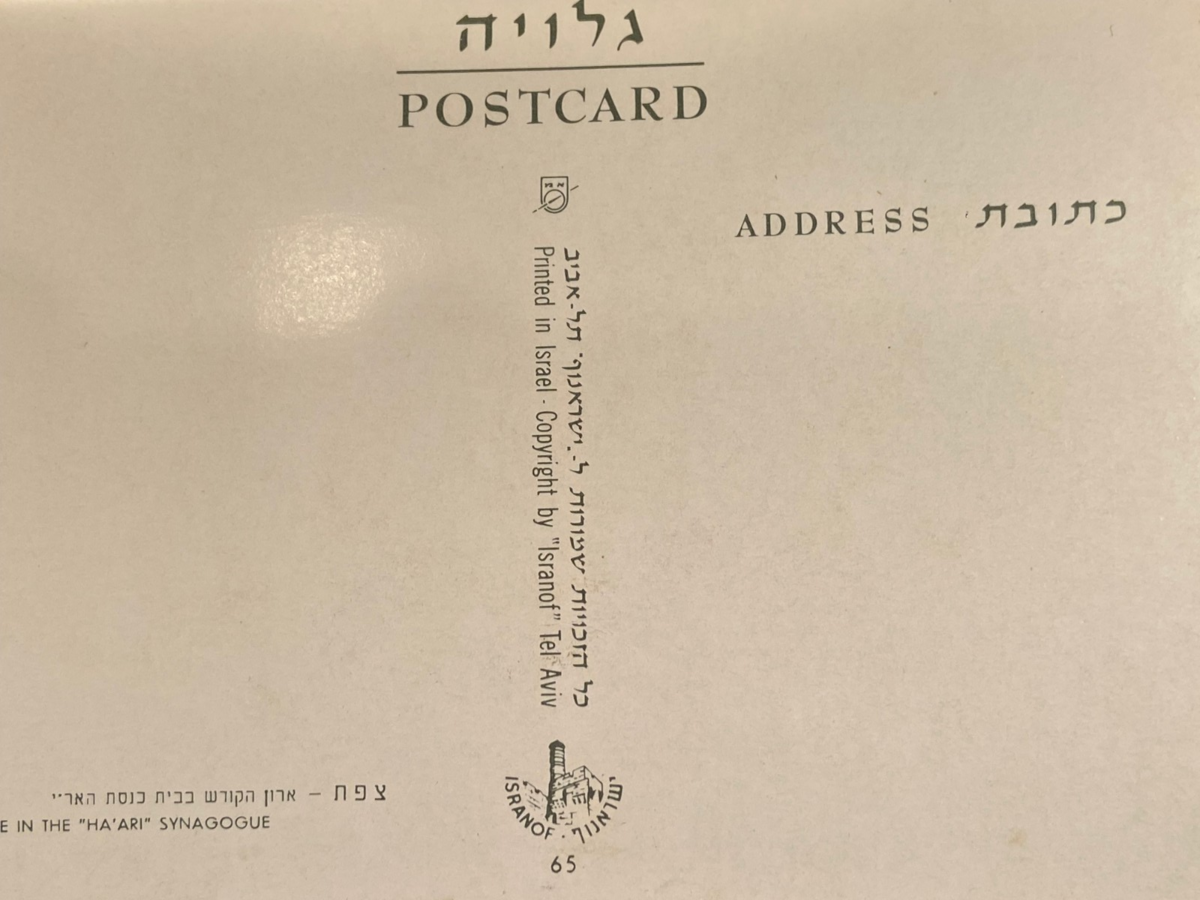 גלויה
POSTCARD
ADDRESS כתובת
כל הזכויות שמורות ל-"ישראנוף" תל-אביב
Printed in Israel · Copyright by "Isranof" Tel Aviv
צפת – ארון הקודש בבית כנסת האר״י
E IN THE "HA'ARI" SYNAGOGUE
ISRANOF · ישראנוף
65